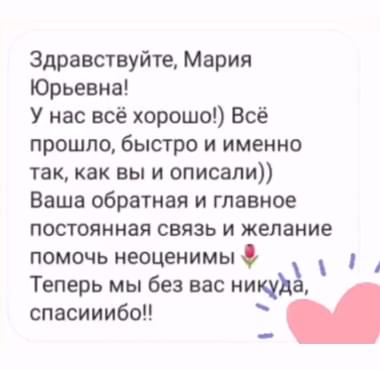 Здравствуйте, Мария
Юрьевна!
У нас всё хорошо!) Всё
прошло, быстро и именно
так, как вы и описали))
Ваша обратная и главное
постоянная связь и желание
помочь неоценимы🌷
Теперь мы без вас никуда,
спасииибо!!